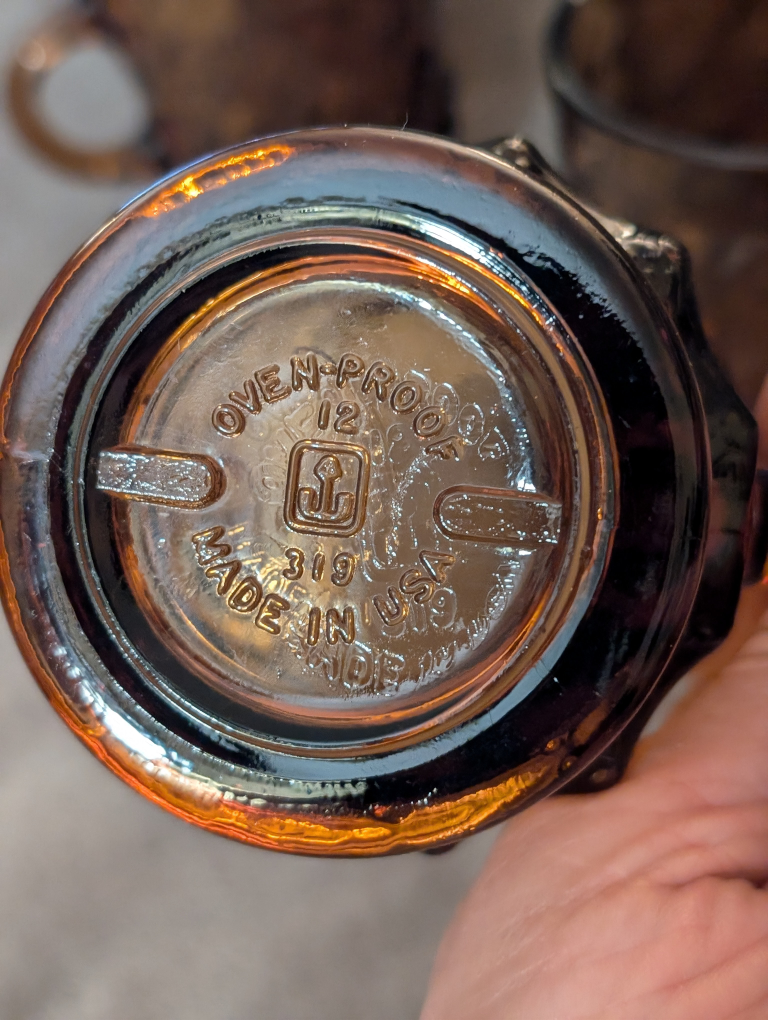 OVEN-PROOF
12
319
MADE IN USA